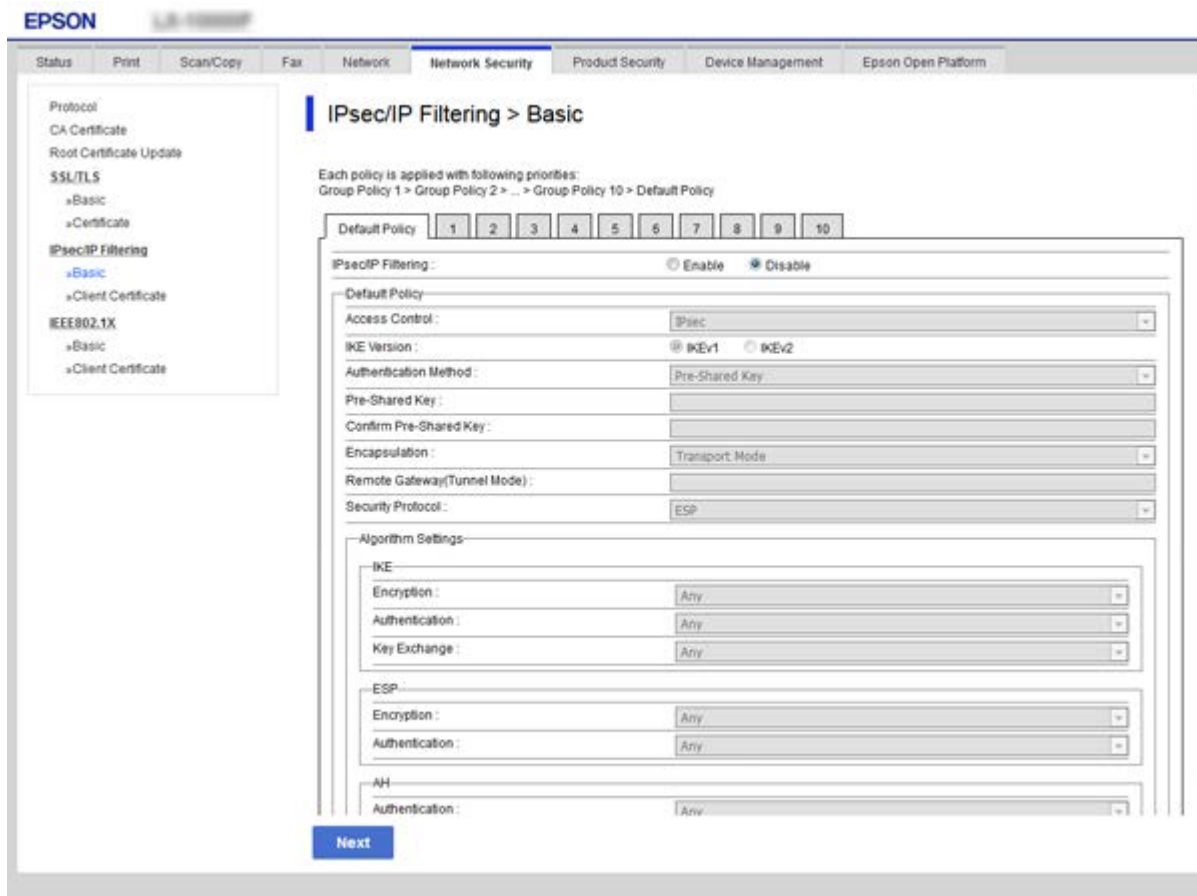 EPSON
Status Print Scan/Copy Fax Network Network Security Product Security Device Management Epson Open Platform
Protocol
CA Certificate
Root Certificate Update
SSL/TLS
»Basic
»Certificate
IPsec/IP Filtering
»Basic
»Client Certificate
IEEE802.1X
»Basic
»Client Certificate
IPsec/IP Filtering > Basic
Each policy is applied with following priorities:
Group Policy 1 > Group Policy 2 > ... > Group Policy 10 > Default Policy
Default Policy 1 2 3 4 5 6 7 8 9 10
IPsec/IP Filtering : Enable Disable
Default Policy
Access Control : IPsec
IKE Version : IKEv1 IKEv2
Authentication Method : Pre-Shared Key
Pre-Shared Key :
Confirm Pre-Shared Key :
Encapsulation : Transport Mode
Remote Gateway(Tunnel Mode) :
Security Protocol : ESP
Algorithm Settings
IKE
Encryption : Any
Authentication : Any
Key Exchange : Any
ESP
Encryption : Any
Authentication : Any
AH
Authentication : Any
Next